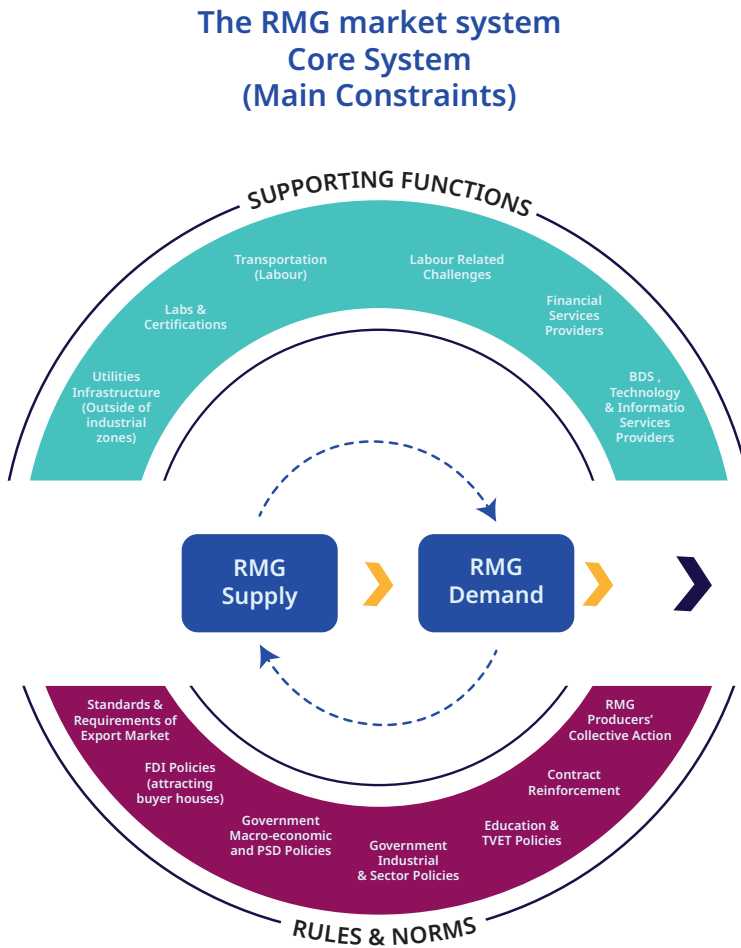 The RMG market system
Core System
(Main Constraints)
SUPPORTING FUNCTIONS
Transportation
(Labour)
Labour Related
Challenges
Labs &
Certifications
Financial
Services
Providers
Utilities
Infrastructure
(Outside of
industrial
zones)
BDS ,
Technology
& Informatio
Services
Providers
RMG
Supply
RMG
Demand
Standards &
Requirements of
Export Market
RMG
Producers’
Collective Action
FDI Policies
(attracting
buyer houses)
Contract
Reinforcement
Government
Macro-economic
and PSD Policies
Education &
TVET Policies
Government
Industrial
& Sector Policies
RULES & NORMS